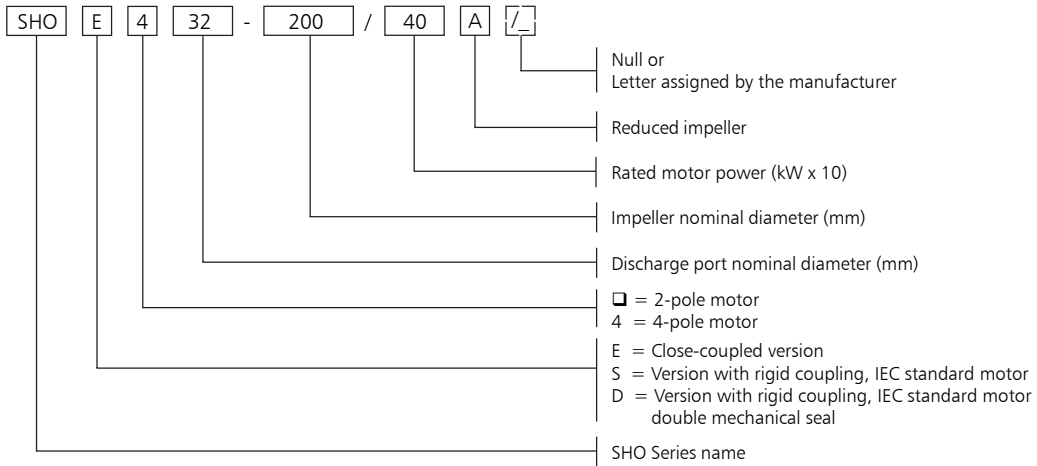 SHO E 4 32 - 200 / 40 A /_
Null or
Letter assigned by the manufacturer
Reduced impeller
Rated motor power (kW x 10)
Impeller nominal diameter (mm)
Discharge port nominal diameter (mm)
❑ = 2-pole motor
4 = 4-pole motor
E = Close-coupled version
S = Version with rigid coupling, IEC standard motor
D = Version with rigid coupling, IEC standard motor
double mechanical seal
SHO Series name